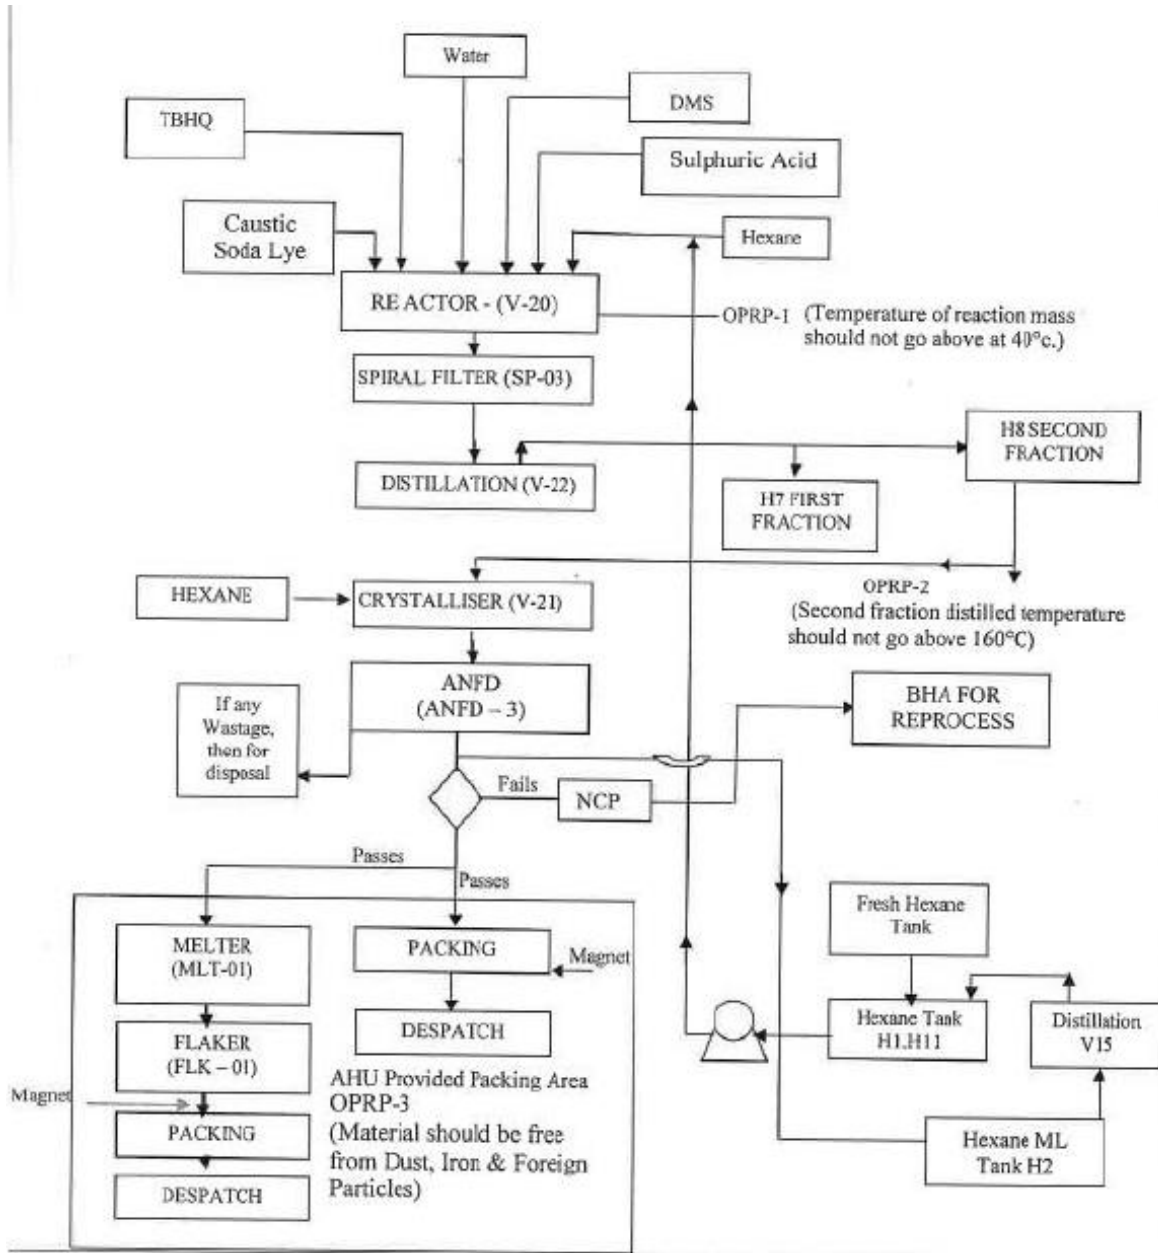 Water
DMS
TBHQ
Sulphuric Acid
Caustic
Soda Lye
Hexane
REACTOR - (V-20)
OPRP-1 (Temperature of reaction mass
should not go above at 40°c.)
SPIRAL FILTER (SP-03)
H8 SECOND
FRACTION
DISTILLATION (V-22)
H7 FIRST
FRACTION
HEXANE
CRYSTALLISER (V-21)
OPRP-2
(Second fraction distilled temperature
should not go above 160°C)
ANFD
(ANFD – 3)
If any
Wastage,
then for
disposal
BHA FOR
REPROCESS
Fails
NCP
Passes
Passes
Fresh Hexane
Tank
MELTER
(MLT-01)
PACKING
Magnet
Hexane Tank
H1.H11
Distillation
V15
FLAKER
(FLK – 01)
DESPATCH
Magnet
AHU Provided Packing Area
OPRP-3
(Material should be free
from Dust, Iron & Foreign
Particles)
PACKING
Hexane ML
Tank H2
DESPATCH